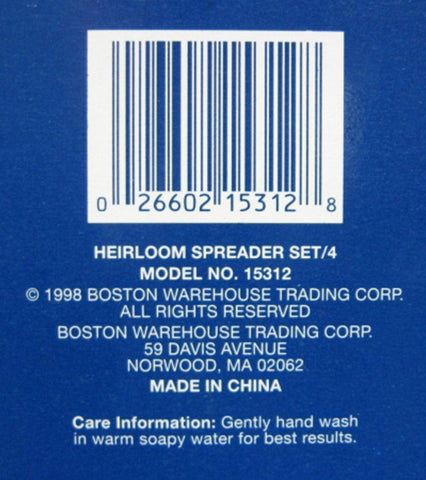 0 26602 15312 8
HEIRLOOM SPREADER SET/4
MODEL NO. 15312
© 1998 BOSTON WAREHOUSE TRADING CORP.
ALL RIGHTS RESERVED
BOSTON WAREHOUSE TRADING CORP.
59 DAVIS AVENUE
NORWOOD, MA 02062
MADE IN CHINA
Care Information: Gently hand wash
in warm soapy water for best results.